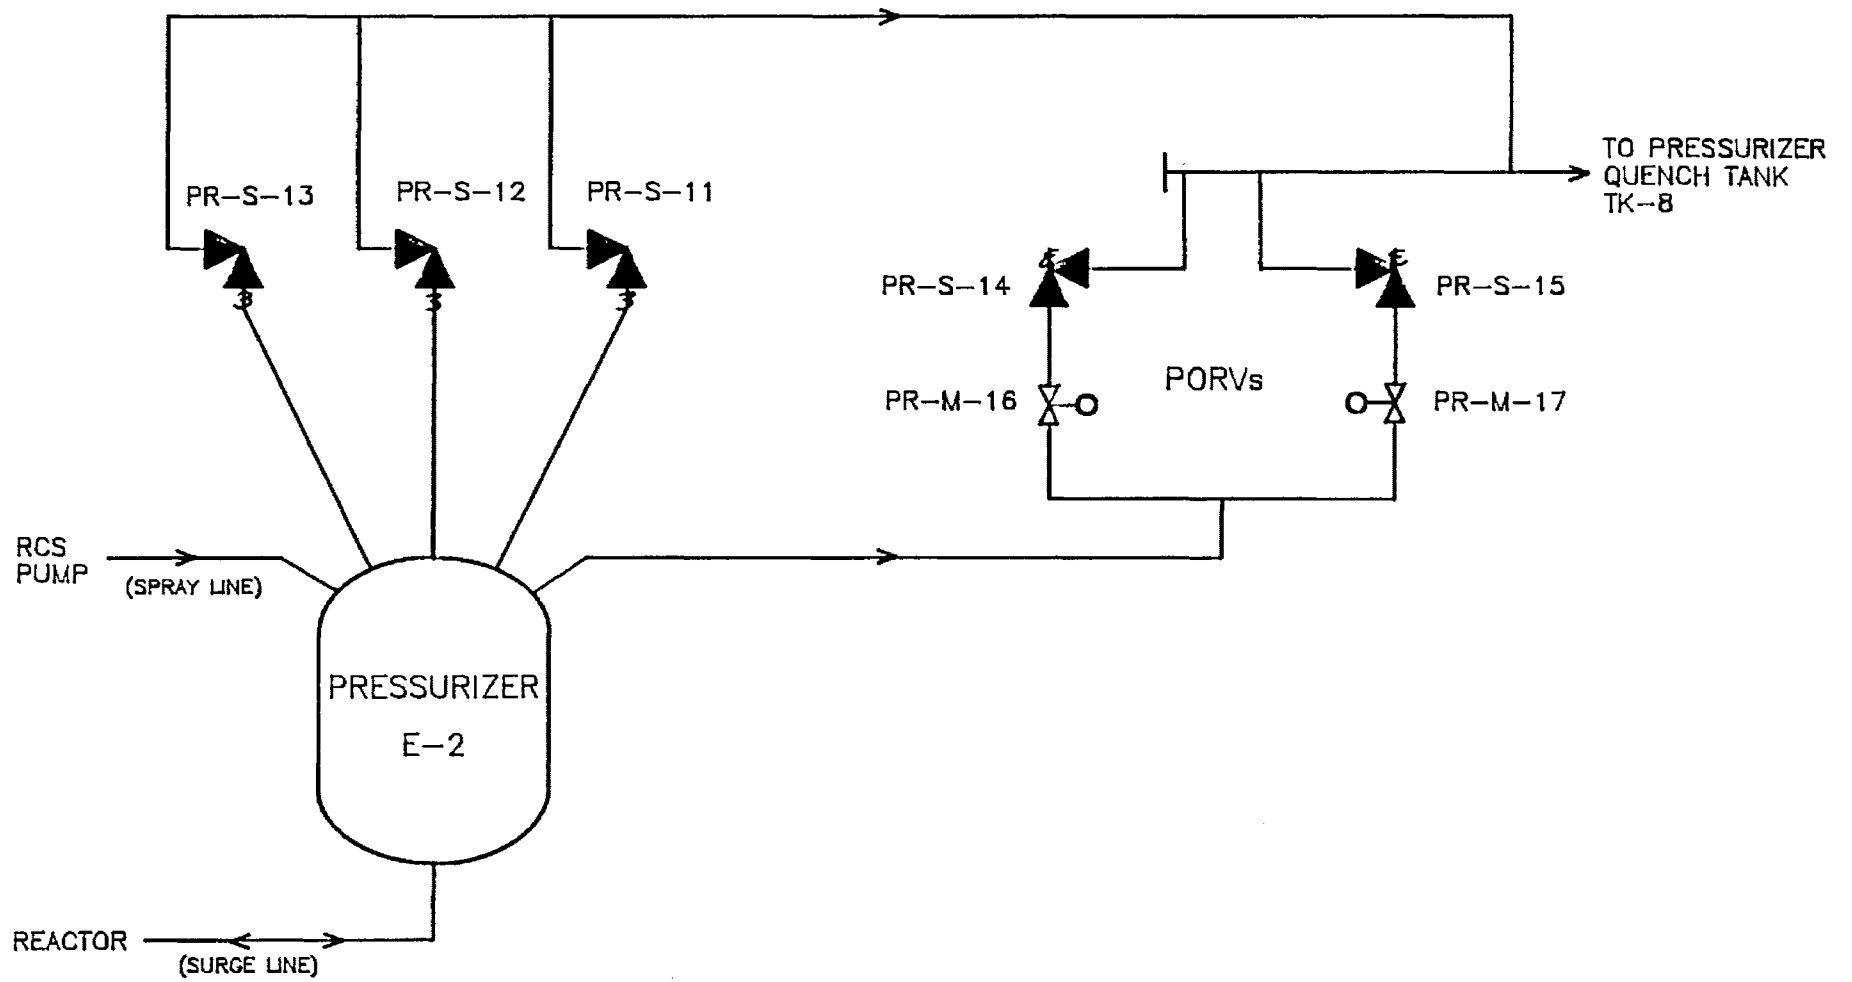 TO PRESSURIZER
QUENCH TANK
TK-8
PR-S-13
PR-S-12
PR-S-11
PR-S-14
PR-S-15
PORVs
PR-M-16
PR-M-17
RCS
PUMP
(SPRAY LINE)
PRESSURIZER
E-2
REACTOR
(SURGE LINE)